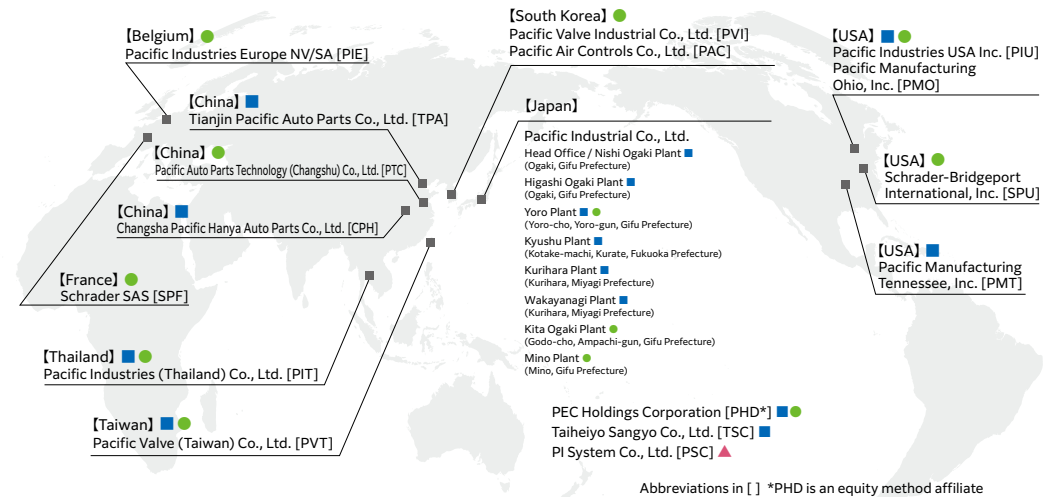 【Belgium】
Pacific Industries Europe NV/SA [PIE]
【China】
Tianjin Pacific Auto Parts Co., Ltd. [TPA]
【China】
Pacific Auto Parts Technology (Changshu) Co., Ltd. [PTC]
【China】
Changsha Pacific Hanya Auto Parts Co., Ltd. [CPH]
【France】
Schrader SAS [SPF]
【Thailand】
Pacific Industries (Thailand) Co., Ltd. [PIT]
【Taiwan】
Pacific Valve (Taiwan) Co., Ltd. [PVT]
【South Korea】
Pacific Valve Industrial Co., Ltd. [PVI]
Pacific Air Controls Co., Ltd. [PAC]
【Japan】
Pacific Industrial Co., Ltd.
Head Office / Nishi Ogaki Plant
(Ogaki, Gifu Prefecture)
Higashi Ogaki Plant
(Ogaki, Gifu Prefecture)
Yoro Plant
(Yoro-cho, Yoro-gun, Gifu Prefecture)
Kyushu Plant
(Kotake-machi, Kurate, Fukuoka Prefecture)
Kurihara Plant
(Kurihara, Miyagi Prefecture)
Wakayanagi Plant
(Kurihara, Miyagi Prefecture)
Kita Ogaki Plant
(Godo-cho, Ampachi-gun, Gifu Prefecture)
Mino Plant
(Mino, Gifu Prefecture)
【USA】
Pacific Industries USA Inc. [PIU]
Pacific Manufacturing
Ohio, Inc. [PMO]
【USA】
Schrader-Bridgeport
International, Inc. [SPU]
【USA】
Pacific Manufacturing
Tennessee, Inc. [PMT]
PEC Holdings Corporation [PHD*]
Taiheiyo Sangyo Co., Ltd. [TSC]
PI System Co., Ltd. [PSC]
Abbreviations in [ ] *PHD is an equity method affiliate